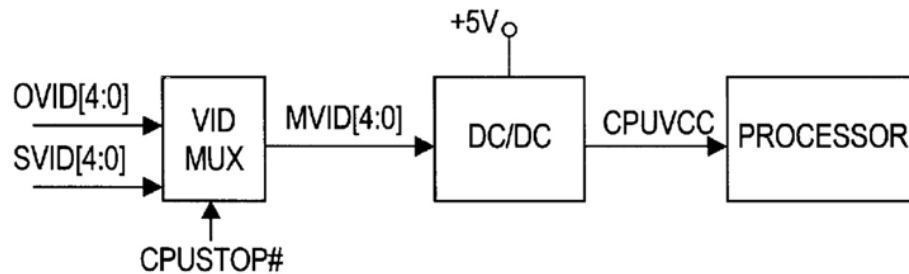 +5V
OVID[4:0]
SVID[4:0]
VID
MUX
MVID[4:0]
DC/DC
CPUVCC
PROCESSOR
CPUSTOP#